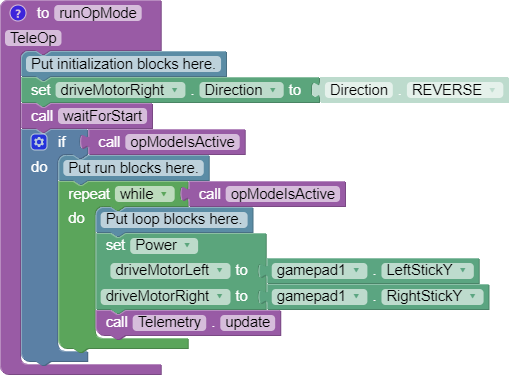 ? to runOpMode
TeleOp
Put initialization blocks here.
set driveMotorRight . Direction to Direction . REVERSE
call waitForStart
if call opModeIsActive
do Put run blocks here.
repeat while call opModeIsActive
do Put loop blocks here.
set Power
driveMotorLeft to gamepad1 . LeftStickY
driveMotorRight to gamepad1 . RightStickY
call Telemetry . update